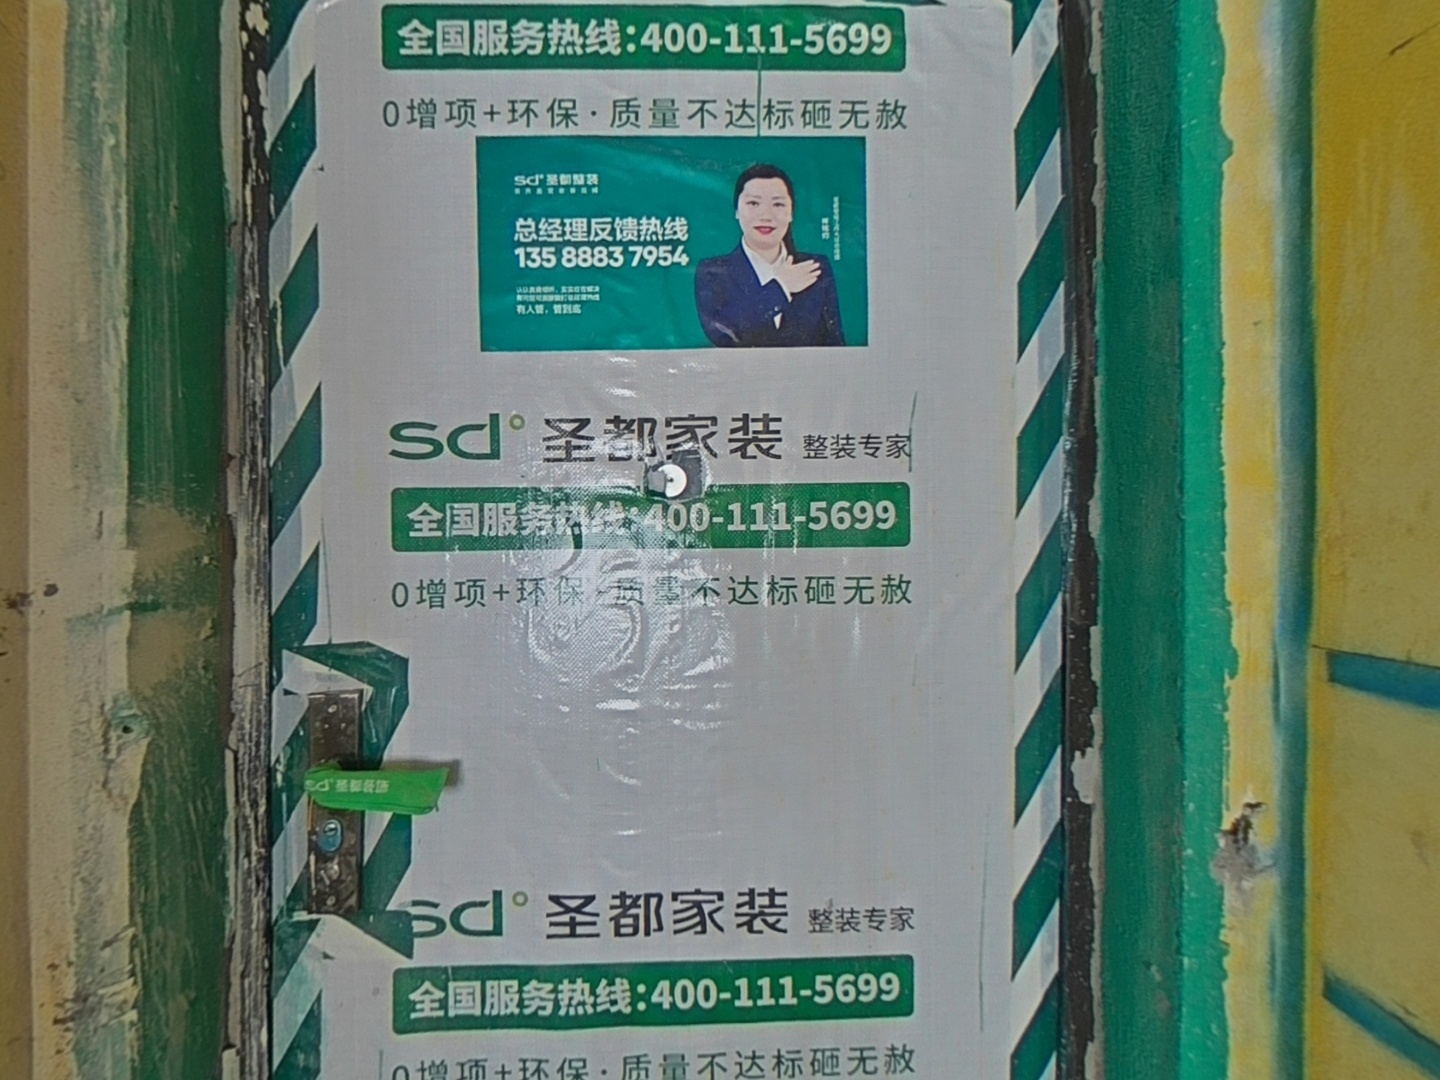 全国服务热线:400-111-5699
0增项+环保·质量不达标砸无赦
sd°圣都整装
总经理反馈热线
135 8883 7954
有人管，管到底
sd°圣都家装 整装专家
全国服务热线:400-111-5699
0增项+环保·质量不达标砸无赦
sd°圣都装饰
sd°圣都家装 整装专家
全国服务热线:400-111-5699
0增项+环保·质量不达标砸无赦